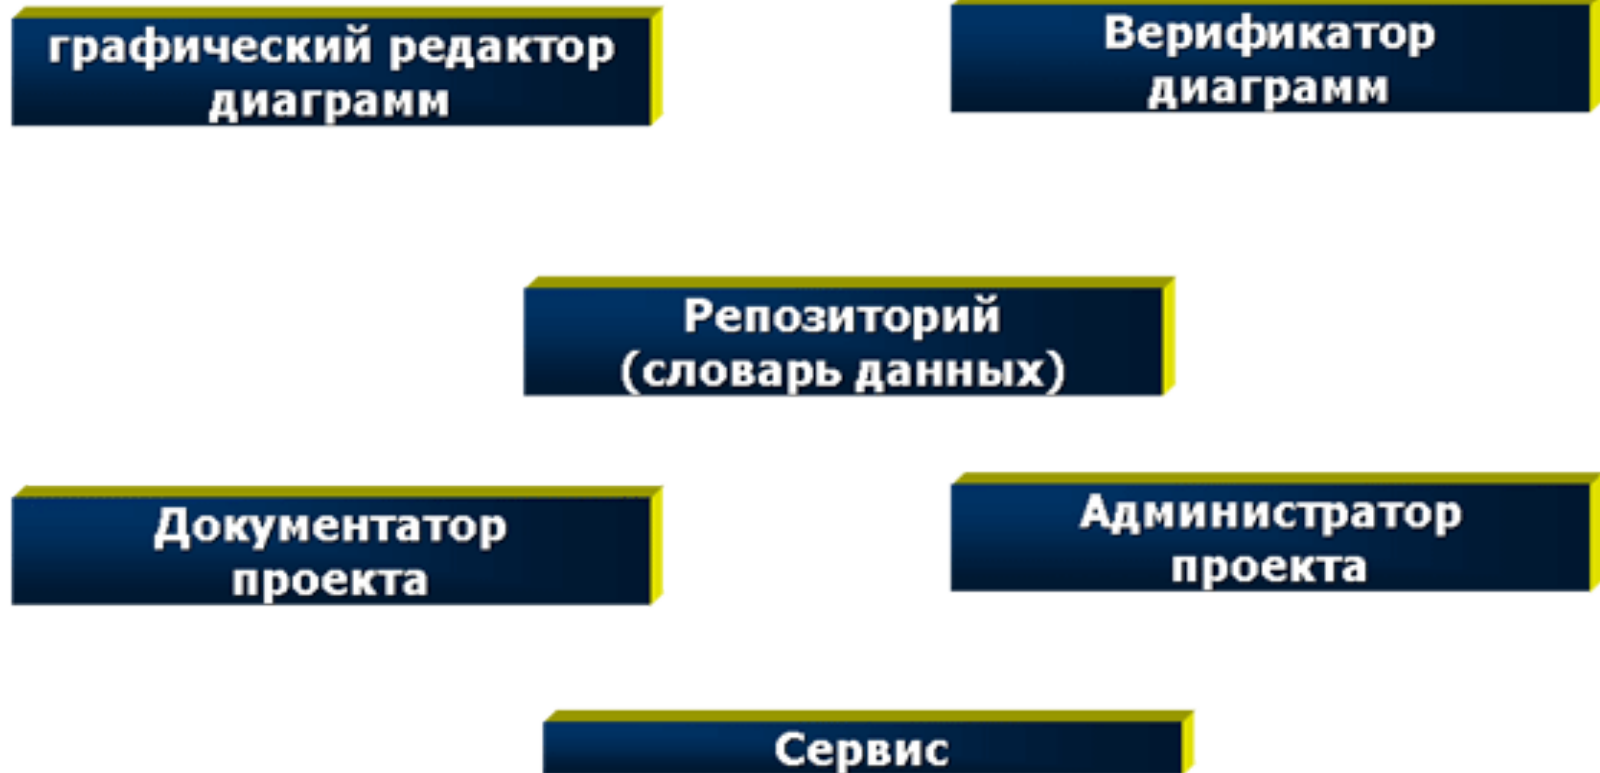 графический редактор
диаграмм
Верификатор
диаграмм
Репозиторий
(словарь данных)
Документатор
проекта
Администратор
проекта
Сервис